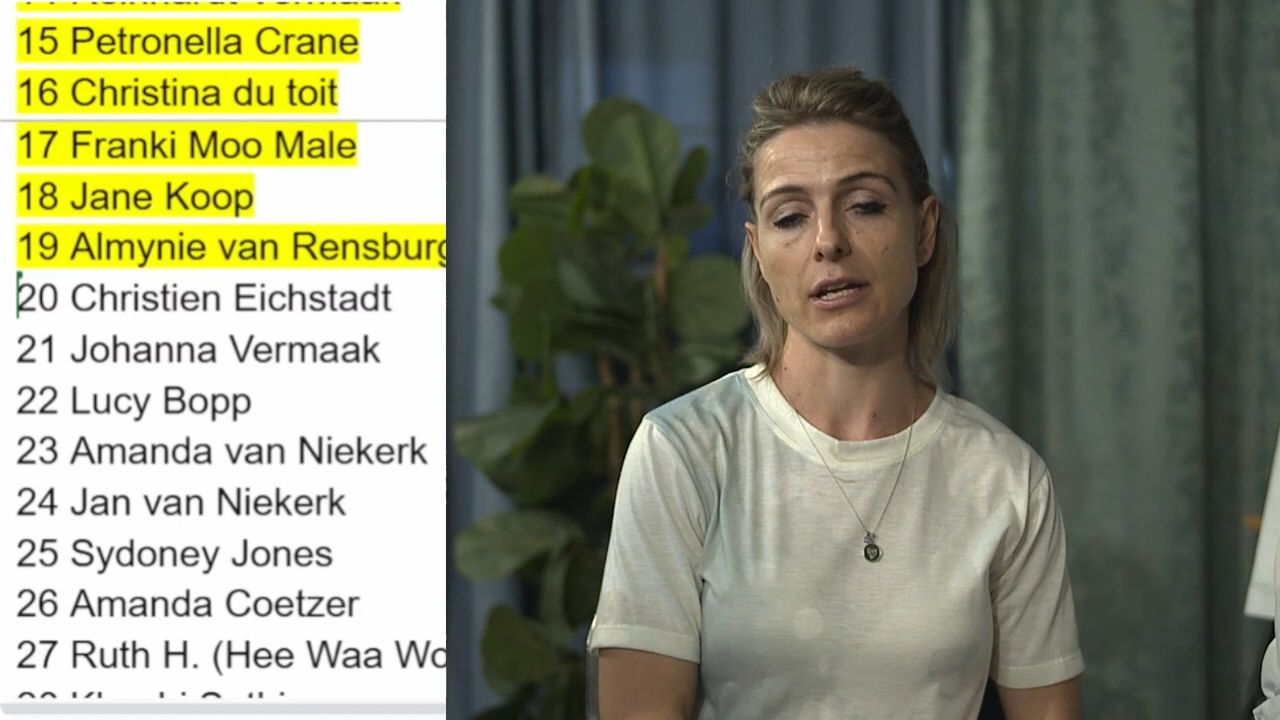 15 Petronella Crane
16 Christina du toit
17 Franki Moo Male
18 Jane Koop
19 Almynie van Rensburg
20 Christien Eichstadt
21 Johanna Vermaak
22 Lucy Bopp
23 Amanda van Niekerk
24 Jan van Niekerk
25 Sydoney Jones
26 Amanda Coetzer
27 Ruth H. (Hee Waa Wo